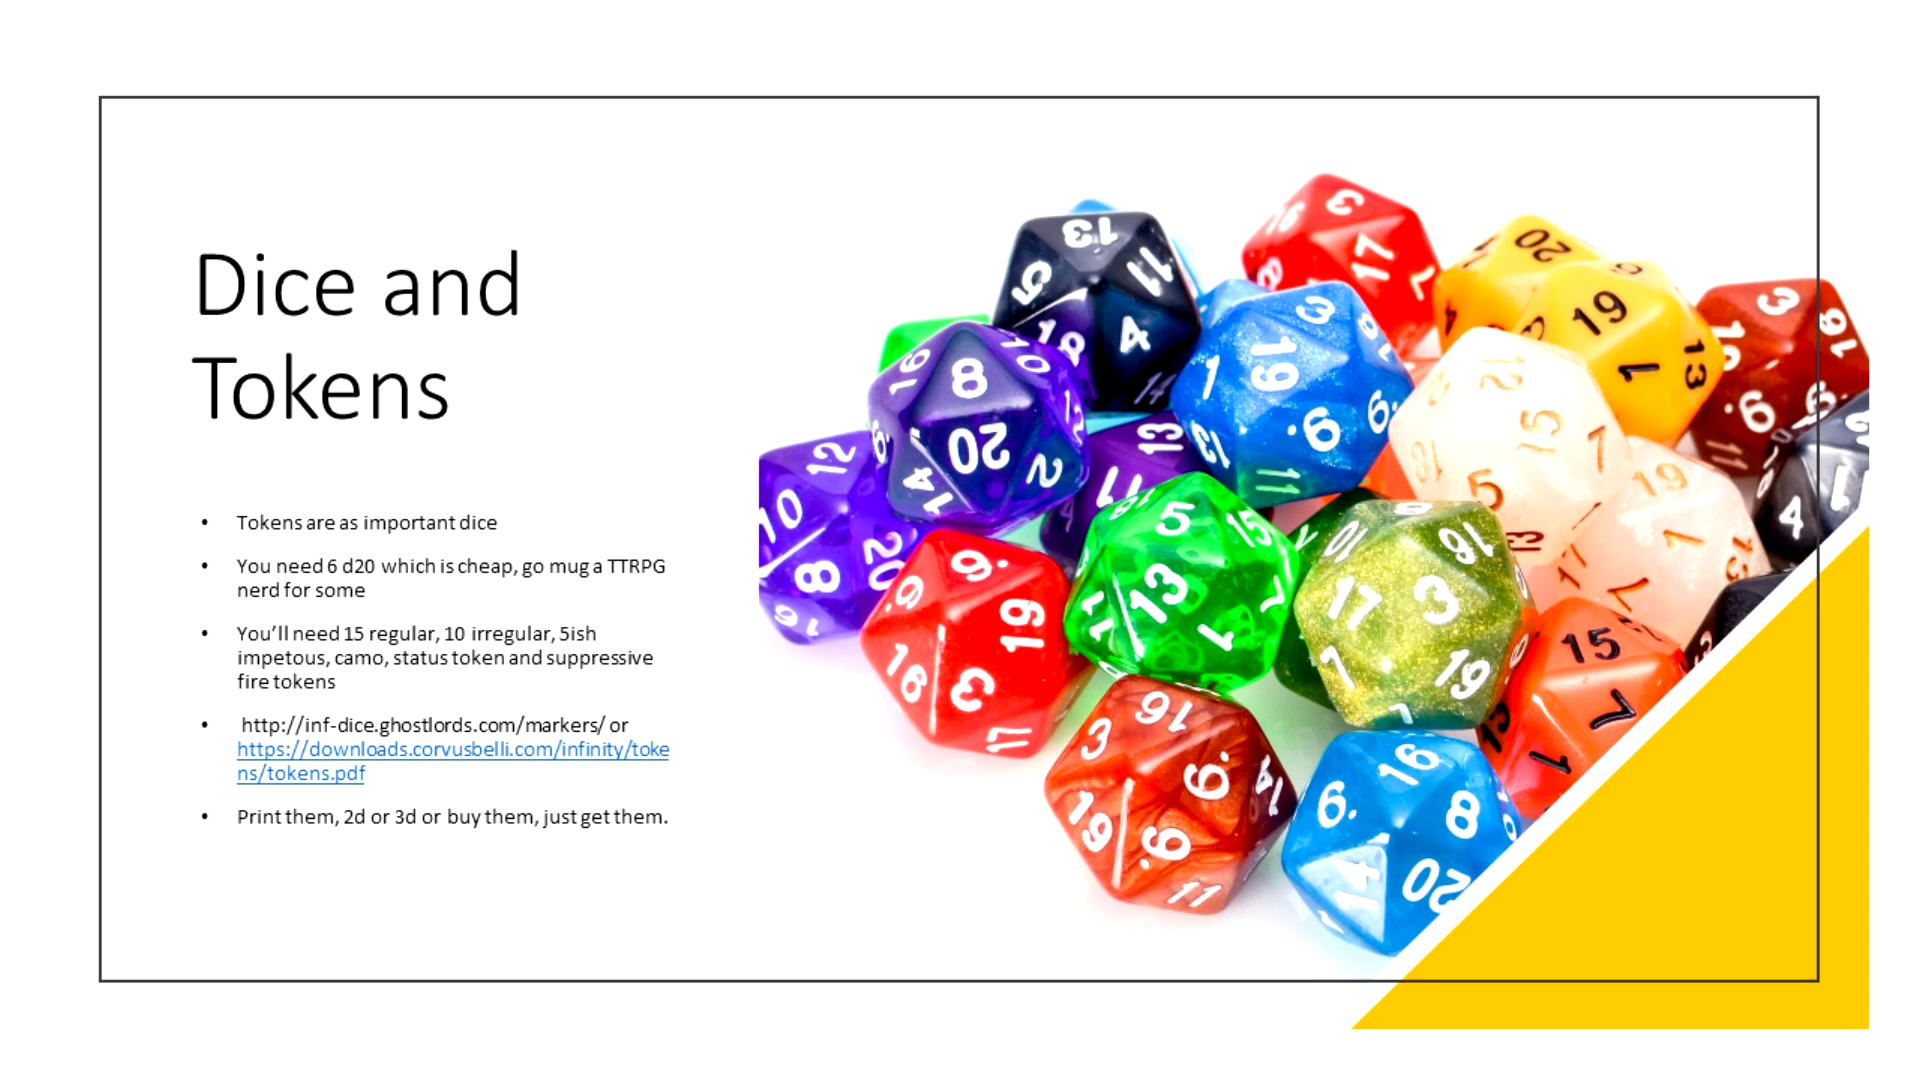 Dice and
Tokens
• Tokens are as important dice
• You need 6 d20 which is cheap, go mug a TTRPG
nerd for some
• You’ll need 15 regular, 10 irregular, 5ish
impetous, camo, status token and suppressive
fire tokens
• http://inf-dice.ghostlords.com/markers/ or
https://downloads.corvusbelli.com/infinity/toke
ns/tokens.pdf
• Print them, 2d or 3d or buy them, just get them.